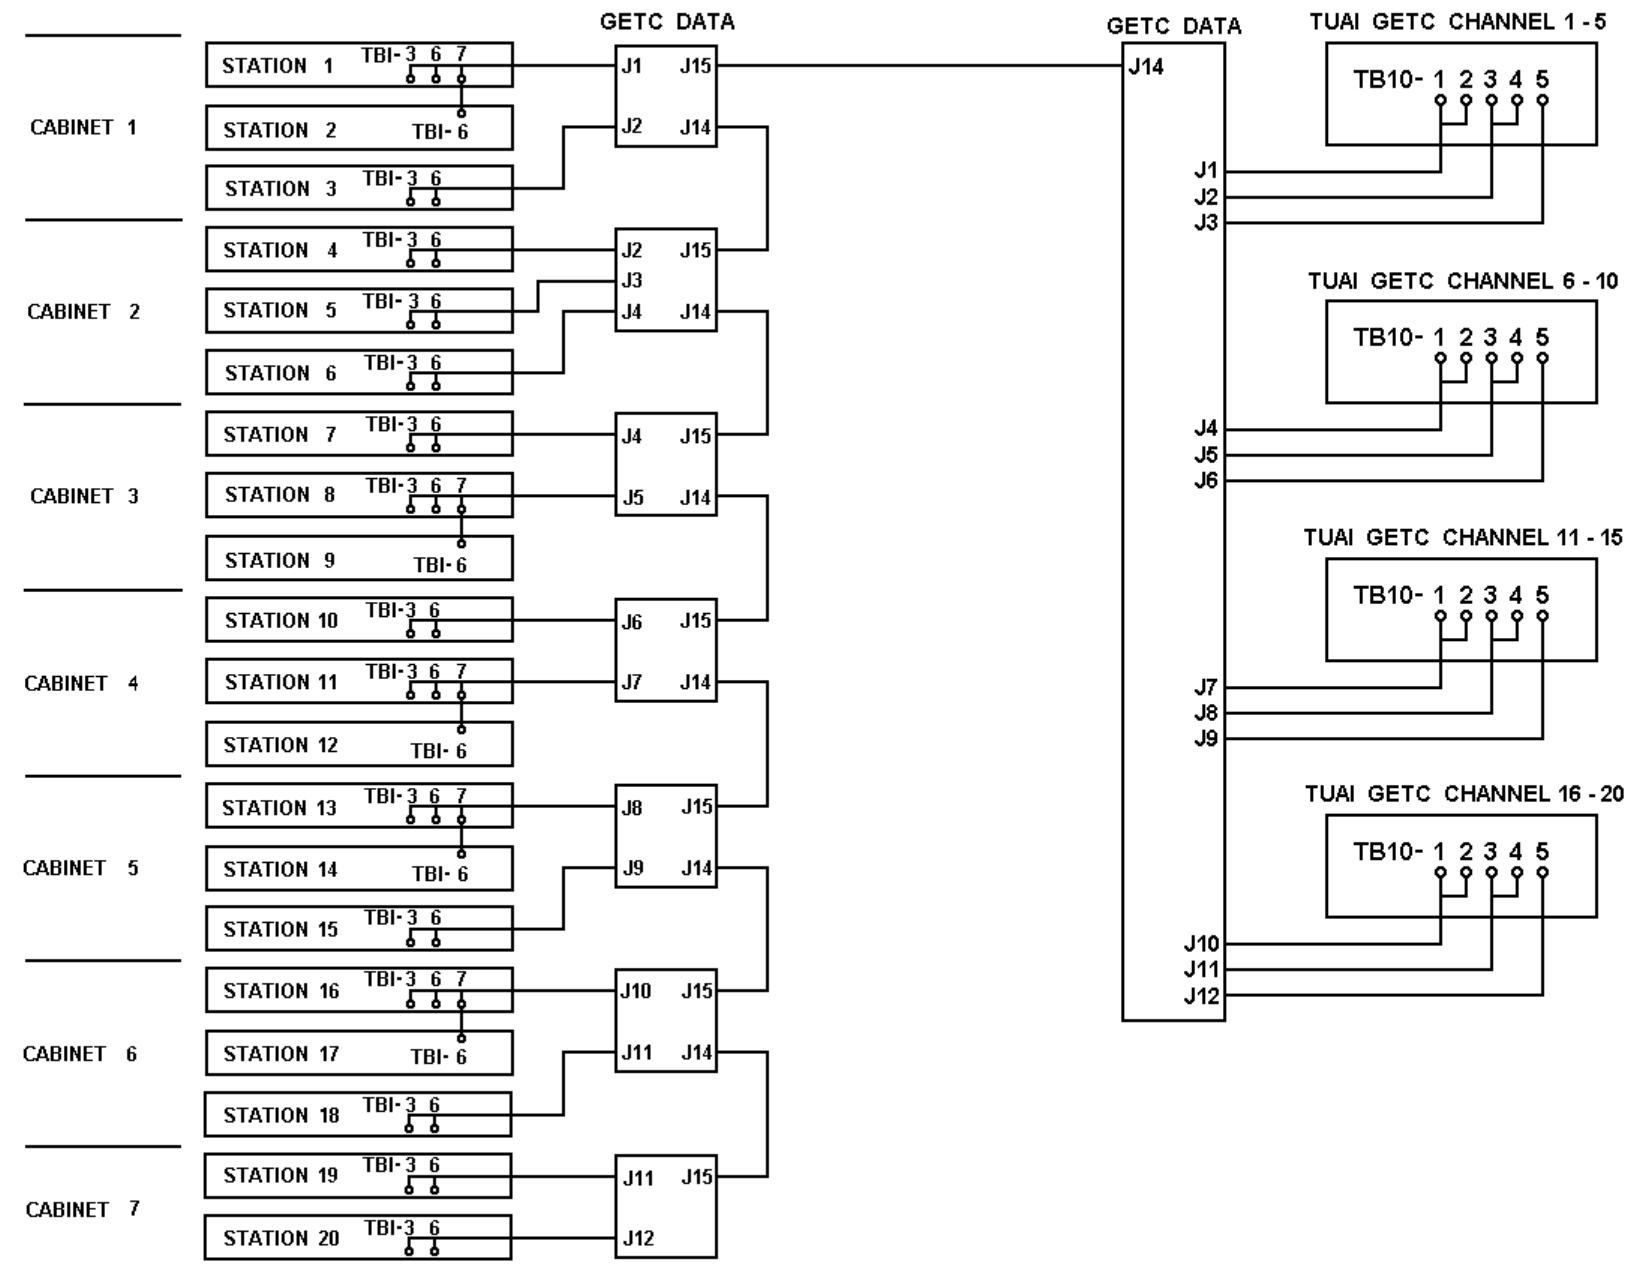 GETC DATA
GETC DATA
TUAI GETC CHANNEL 1 - 5
CABINET 1
STATION 1 TBI- 3 6 7
STATION 2 TBI- 6
STATION 3 TBI- 3 6
J1 J15
J2 J14
CABINET 2
STATION 4 TBI- 3 6
STATION 5 TBI- 3 6
STATION 6 TBI- 3 6
J2 J15
J3
J4 J14
CABINET 3
STATION 7 TBI- 3 6
STATION 8 TBI- 3 6 7
STATION 9 TBI- 6
J4 J15
J5 J14
CABINET 4
STATION 10 TBI- 3 6
STATION 11 TBI- 3 6 7
STATION 12 TBI- 6
J6 J15
J7 J14
CABINET 5
STATION 13 TBI- 3 6 7
STATION 14 TBI- 6
STATION 15 TBI- 3 6
J8 J15
J9 J14
CABINET 6
STATION 16 TBI- 3 6 7
STATION 17 TBI- 6
STATION 18 TBI- 3 6
J10 J15
J11 J14
CABINET 7
STATION 19 TBI- 3 6
STATION 20 TBI- 3 6
J11 J15
J12
J14
TB10- 1 2 3 4 5
J1
J2
J3
TUAI GETC CHANNEL 6 - 10
TB10- 1 2 3 4 5
J4
J5
J6
TUAI GETC CHANNEL 11 - 15
TB10- 1 2 3 4 5
J7
J8
J9
TUAI GETC CHANNEL 16 - 20
TB10- 1 2 3 4 5
J10
J11
J12